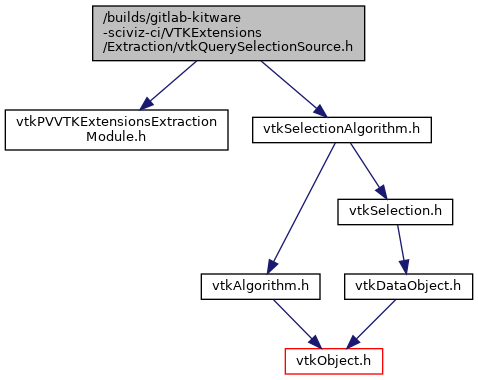 /builds/gitlab-kitware
-sciviz-ci/VTKExtensions
/Extraction/vtkQuerySelectionSource.h
vtkPVVTKExtensionsExtraction
Module.h
vtkSelectionAlgorithm.h
vtkSelection.h
vtkAlgorithm.h
vtkDataObject.h
vtkObject.h